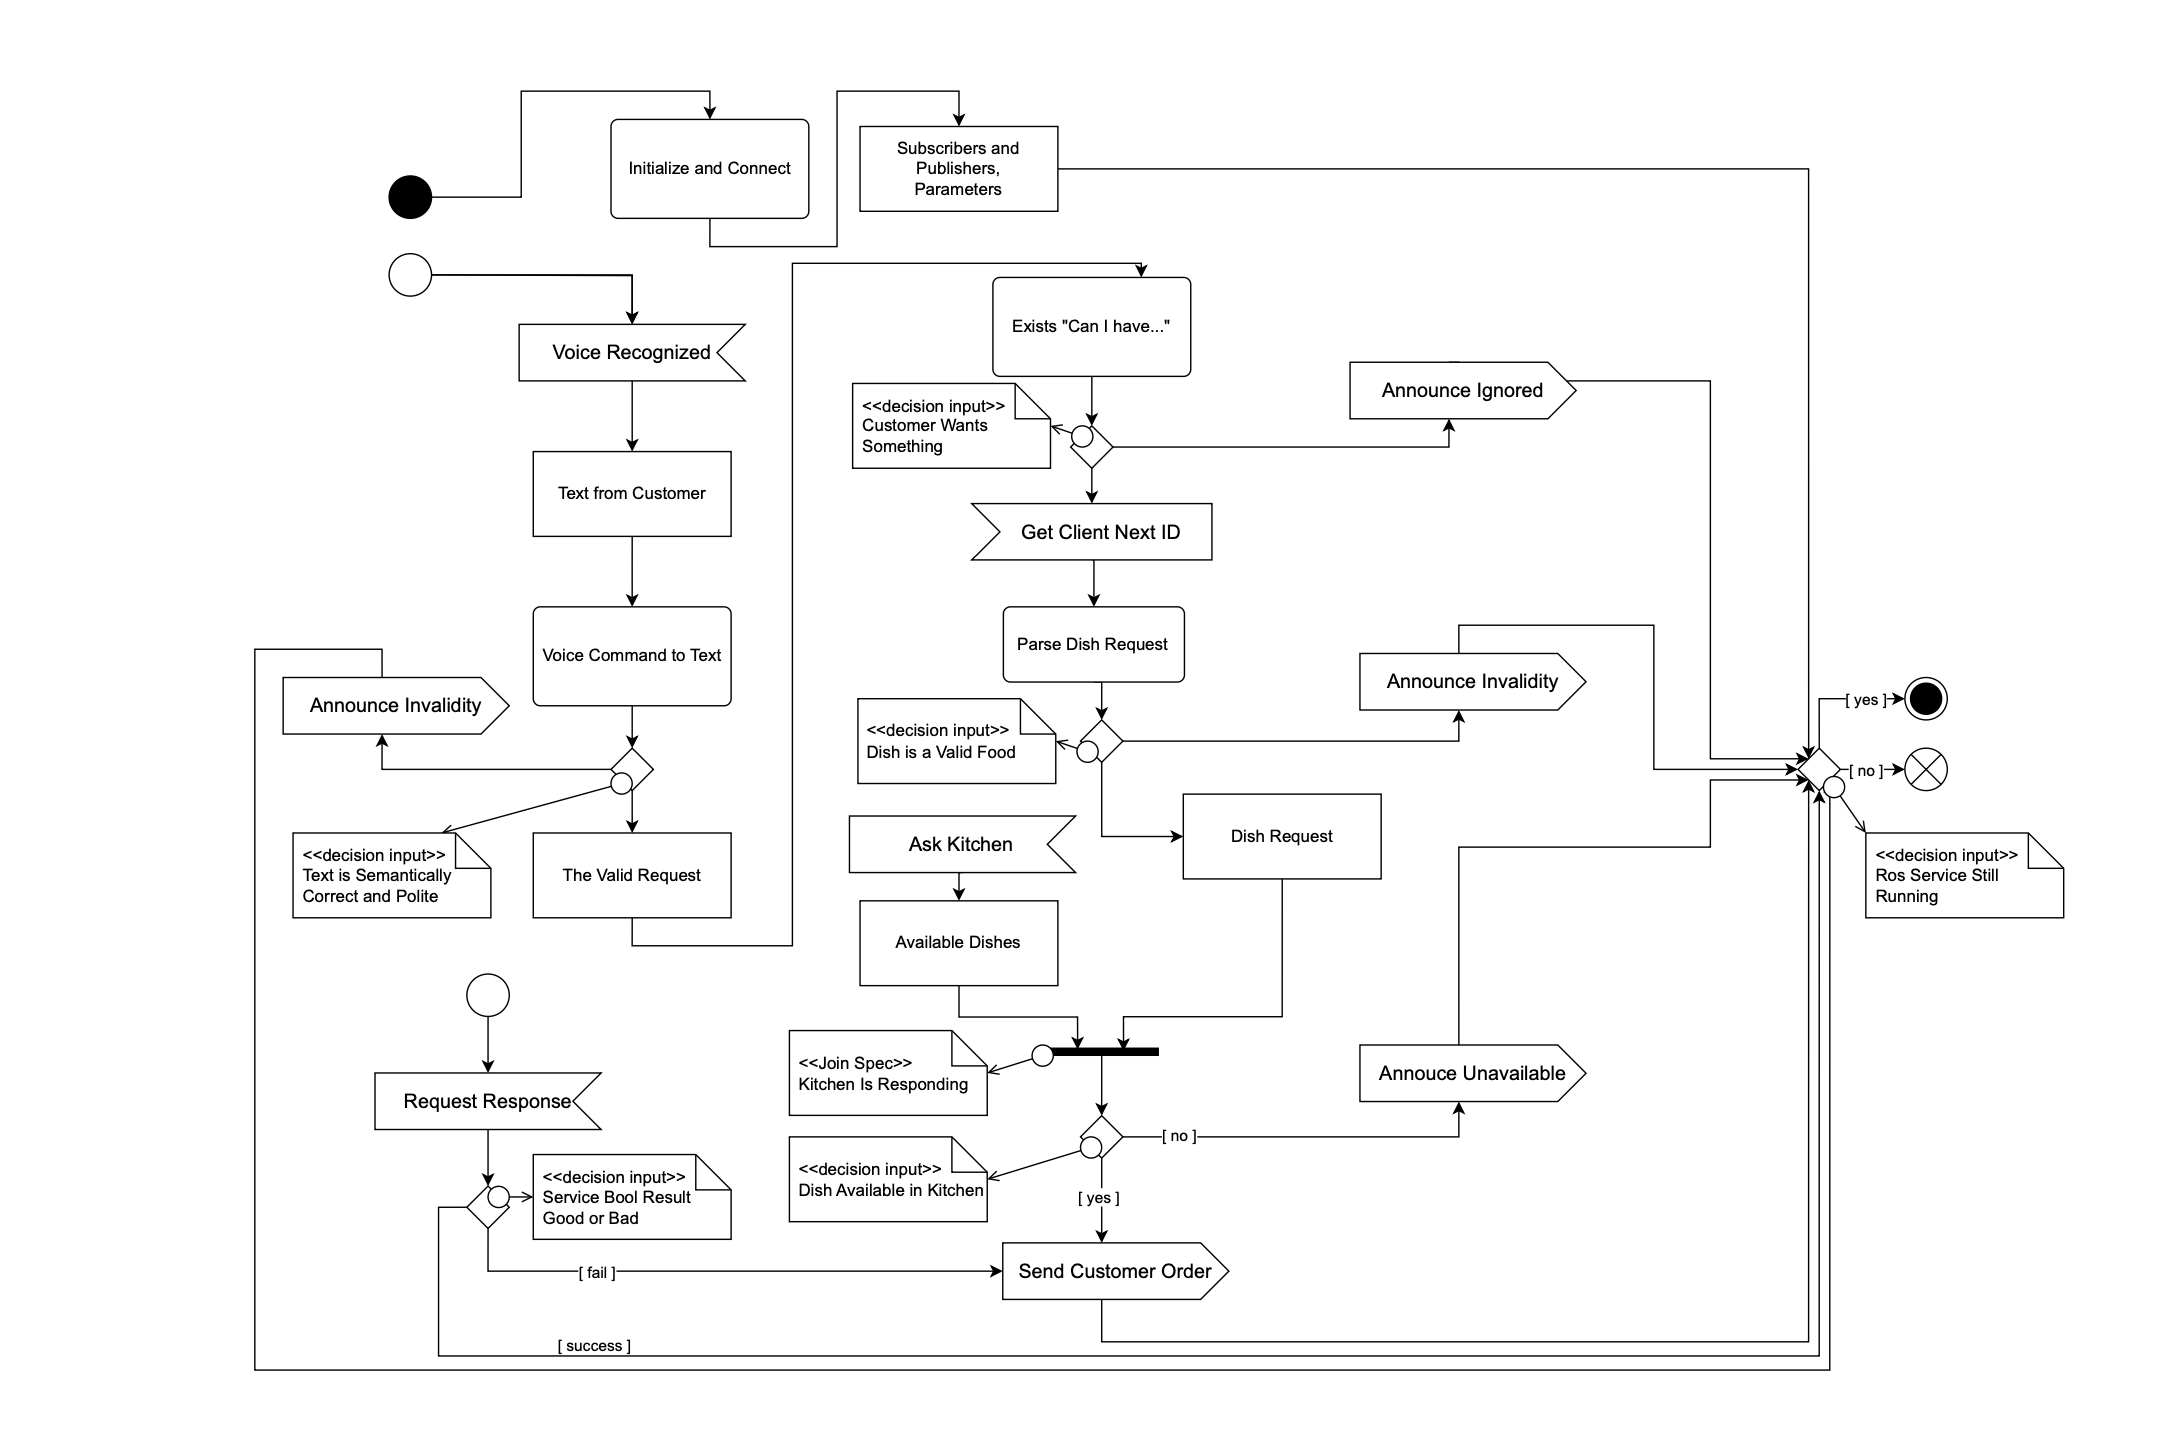 Initialize and Connect
Subscribers and
Publishers,
Parameters
Voice Recognized
Text from Customer
Voice Command to Text
Announce Invalidity
<<decision input>>
Text is Semantically
Correct and Polite
The Valid Request
Exists "Can I have..."
<<decision input>>
Customer Wants
Something
Announce Ignored
Get Client Next ID
Parse Dish Request
<<decision input>>
Dish is a Valid Food
Announce Invalidity
Ask Kitchen
Dish Request
Available Dishes
<<Join Spec>>
Kitchen Is Responding
<<decision input>>
Dish Available in Kitchen
[ no ]
Annouce Unavailable
[ yes ]
Send Customer Order
Request Response
<<decision input>>
Service Bool Result
Good or Bad
[ fail ]
[ success ]
[ yes ]
[ no ]
<<decision input>>
Ros Service Still
Running